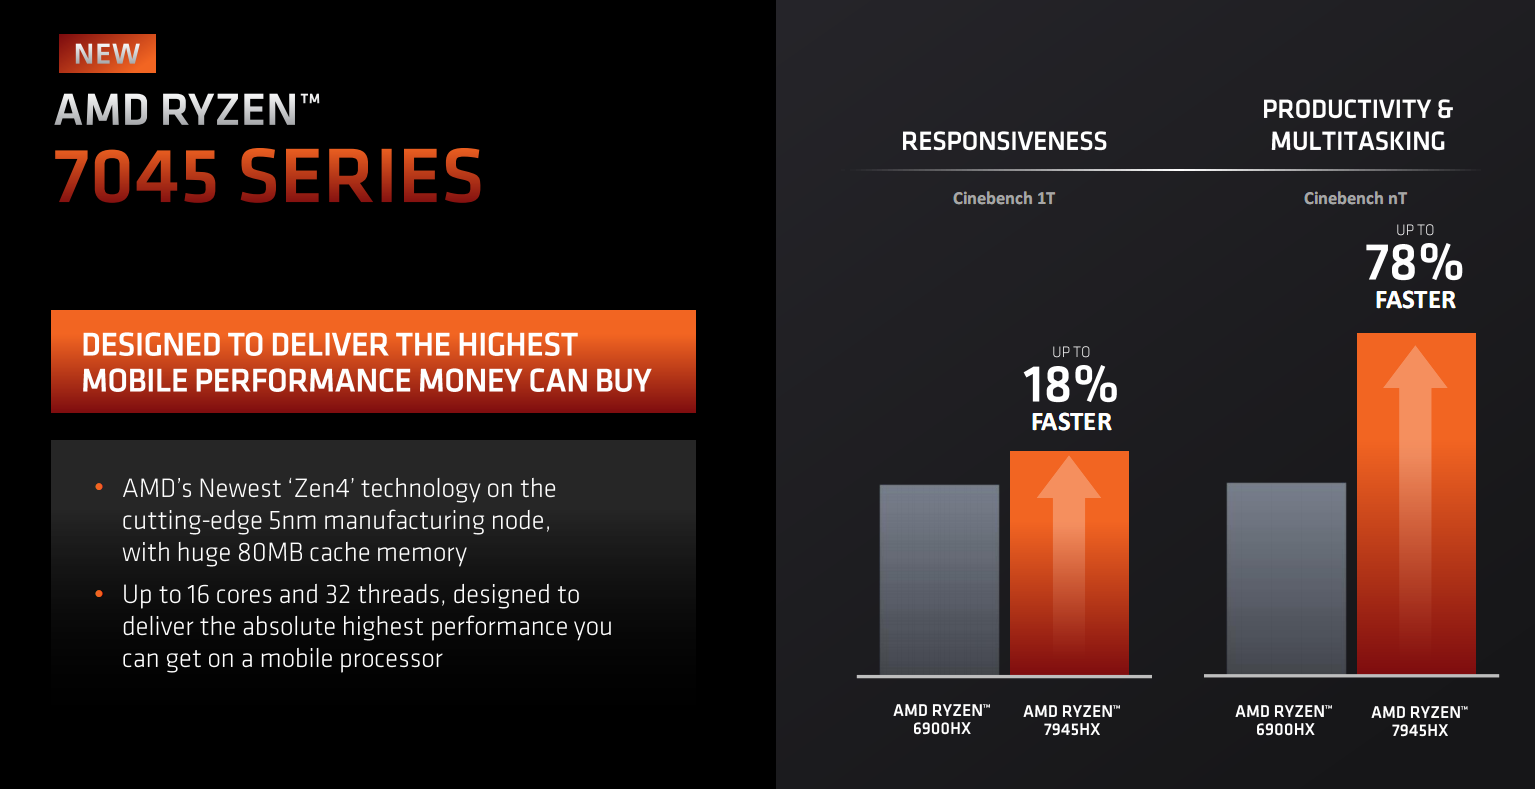 NEW
AMD RYZEN™
7045 SERIES
DESIGNED TO DELIVER THE HIGHEST
MOBILE PERFORMANCE MONEY CAN BUY
• AMD’s Newest ‘Zen4’ technology on the
cutting-edge 5nm manufacturing node,
with huge 80MB cache memory
• Up to 16 cores and 32 threads, designed to
deliver the absolute highest performance you
can get on a mobile processor
RESPONSIVENESS
Cinebench 1T
UP TO
18%
FASTER
AMD RYZEN™
6900HX
AMD RYZEN™
7945HX
PRODUCTIVITY &
MULTITASKING
Cinebench nT
UP TO
78%
FASTER
AMD RYZEN™
6900HX
AMD RYZEN™
7945HX